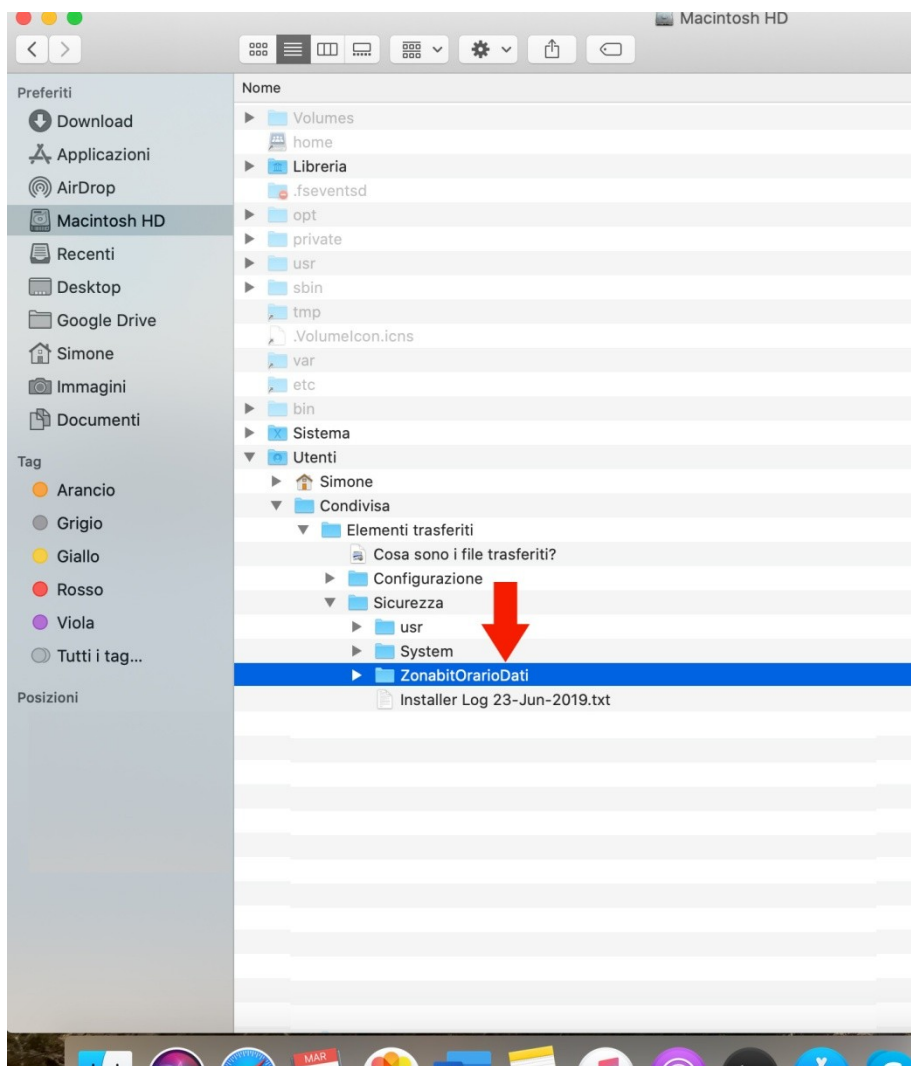 Macintosh HD
Preferiti
Download
Applicazioni
AirDrop
Macintosh HD
Recenti
Desktop
Google Drive
Simone
Immagini
Documenti
Tag
Arancio
Grigio
Giallo
Rosso
Viola
Tutti i tag...
Posizioni
Nome
Volumes
home
Libreria
.fseventsd
opt
private
usr
sbin
tmp
.VolumeIcon.icns
var
etc
bin
Sistema
Utenti
Simone
Condivisa
Elementi trasferiti
Cosa sono i file trasferiti?
Configurazione
Sicurezza
usr
System
ZonabitOrarioDati
Installer Log 23-Jun-2019.txt
MAR